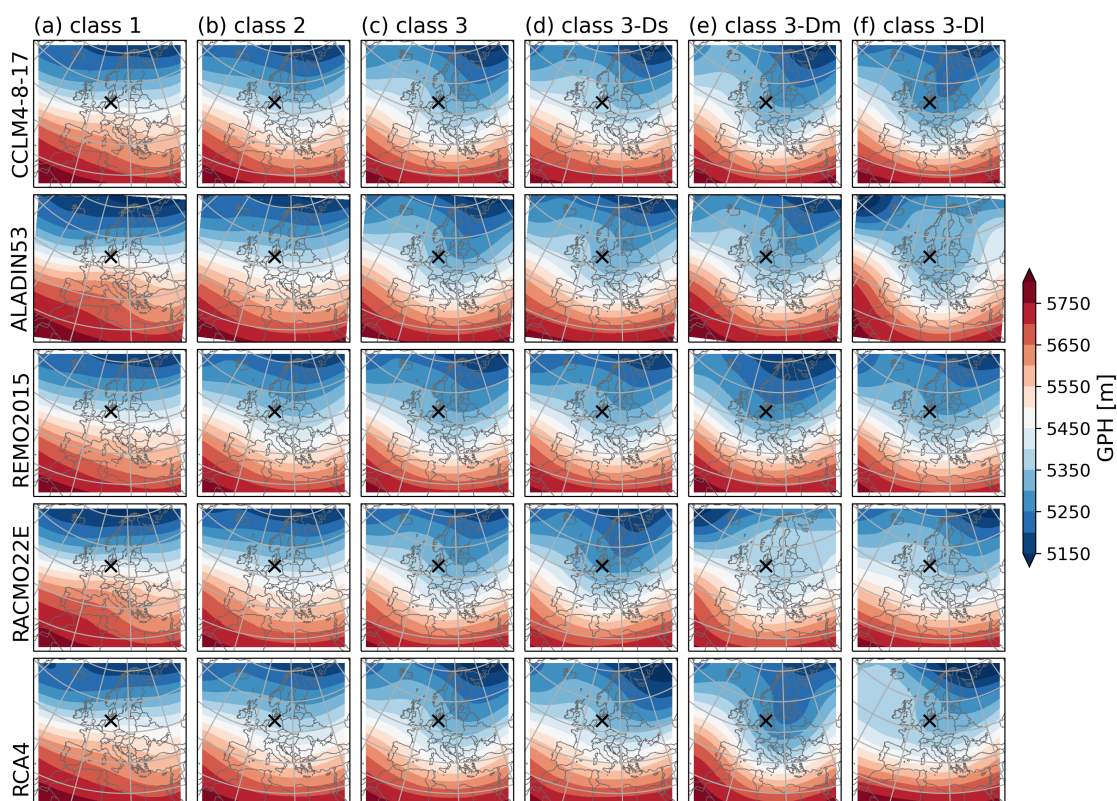 (a) class 1 (b) class 2 (c) class 3 (d) class 3-Ds (e) class 3-Dm (f) class 3-Dl
CCLM4-8-17
ALADIN53
REMO2015
RACMO22E
RCA4
5750
5650
5550
5450
5350
5250
5150
GPH [m]